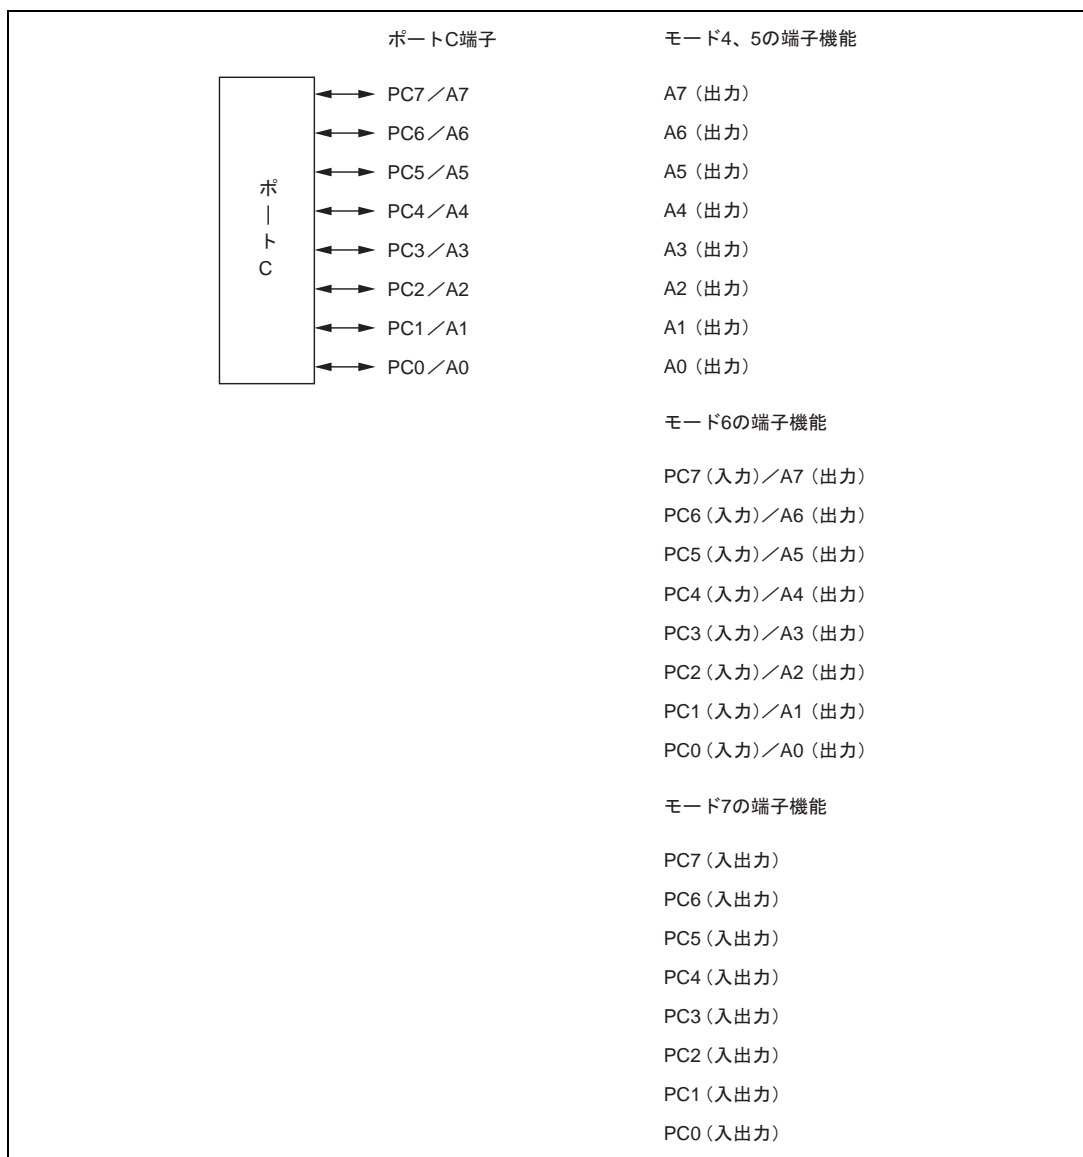 ポートC端子 モード4、5の端子機能
ポートC
PC7／A7 A7（出力）
PC6／A6 A6（出力）
PC5／A5 A5（出力）
PC4／A4 A4（出力）
PC3／A3 A3（出力）
PC2／A2 A2（出力）
PC1／A1 A1（出力）
PC0／A0 A0（出力）
モード6の端子機能
PC7（入力）／A7（出力）
PC6（入力）／A6（出力）
PC5（入力）／A5（出力）
PC4（入力）／A4（出力）
PC3（入力）／A3（出力）
PC2（入力）／A2（出力）
PC1（入力）／A1（出力）
PC0（入力）／A0（出力）
モード7の端子機能
PC7（入出力）
PC6（入出力）
PC5（入出力）
PC4（入出力）
PC3（入出力）
PC2（入出力）
PC1（入出力）
PC0（入出力）